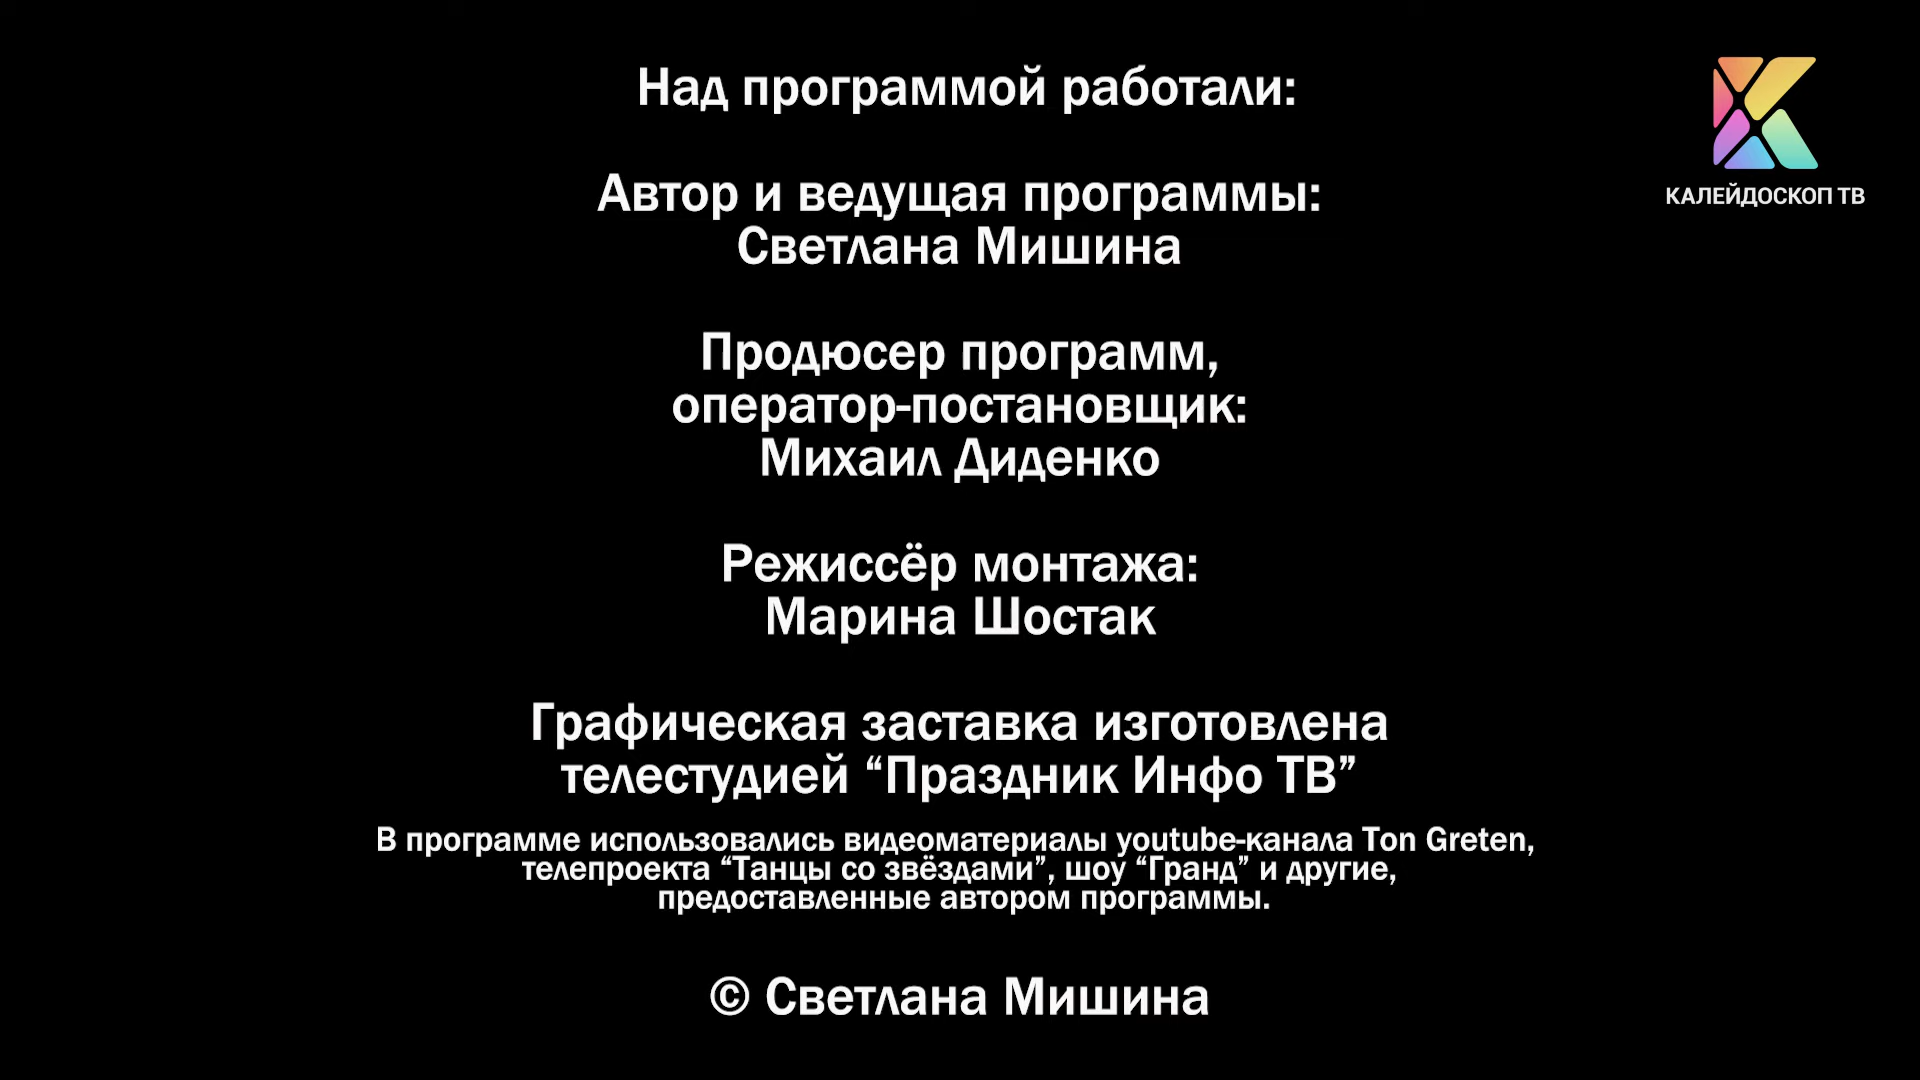 Над программой работали:
КАЛЕЙДОСКОП ТВ
Автор и ведущая программы:
Светлана Мишина
Продюсер программ,
оператор-постановщик:
Михаил Диденко
Режиссёр монтажа:
Марина Шостак
Графическая заставка изготовлена
телестудией “Праздник Инфо ТВ”
В программе использовались видеоматериалы youtube-канала Ton Greten,
телепроекта “Танцы со звёздами”, шоу “Гранд” и другие,
предоставленные автором программы.
© Светлана Мишина